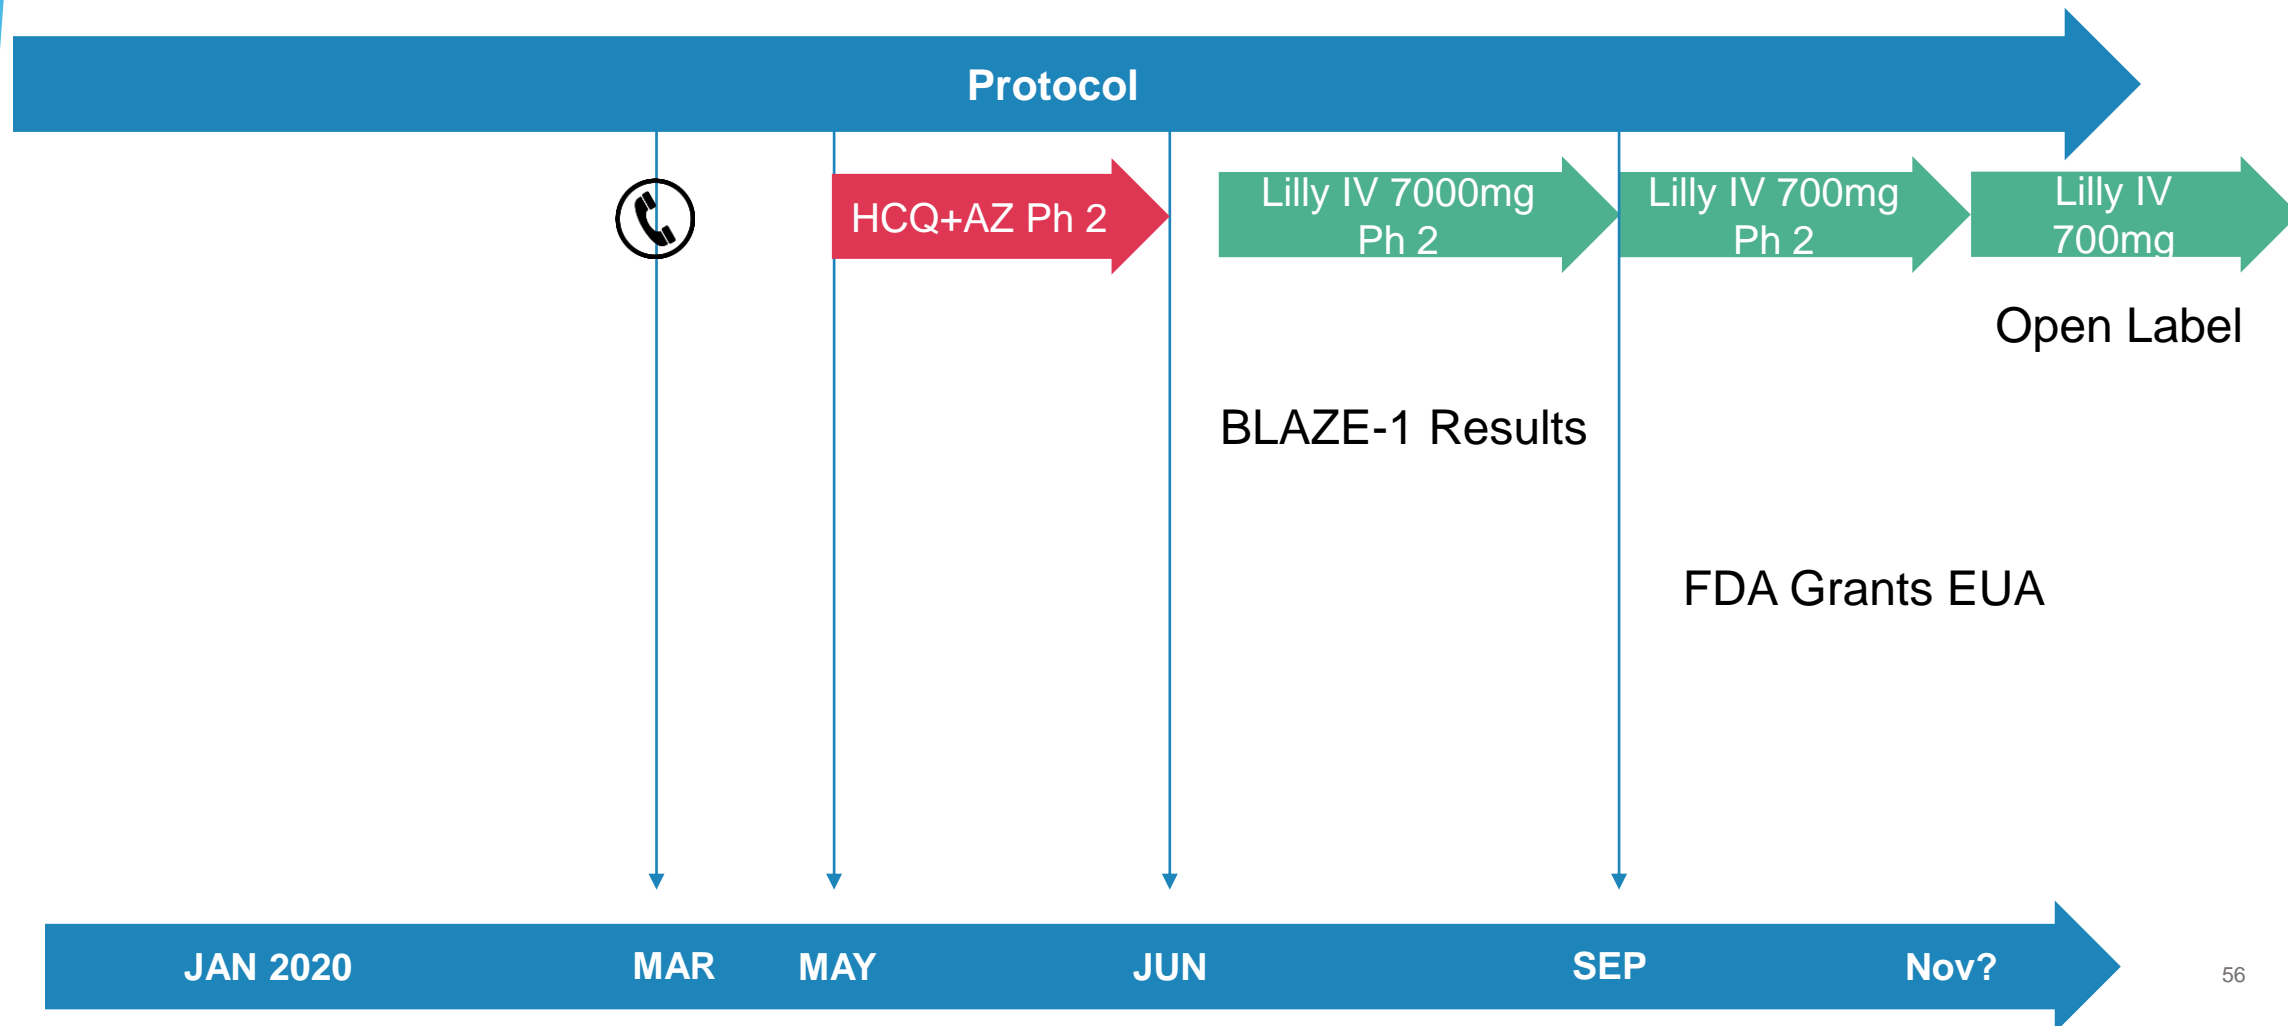 Protocol
HCQ+AZ Ph 2
Lilly IV 7000mg
Ph 2
Lilly IV 700mg
Ph 2
Lilly IV
700mg
Open Label
BLAZE-1 Results
FDA Grants EUA
JAN 2020
MAR
MAY
JUN
SEP
Nov?
56